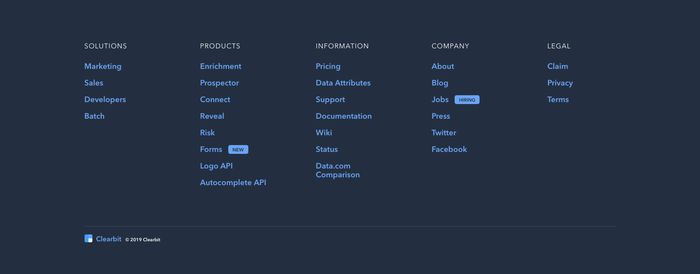 SOLUTIONS
Marketing
Sales
Developers
Batch
PRODUCTS
Enrichment
Prospector
Connect
Reveal
Risk
Forms NEW
Logo API
Autocomplete API
INFORMATION
Pricing
Data Attributes
Support
Documentation
Wiki
Status
Data.com
Comparison
COMPANY
About
Blog
Jobs HIRING
Press
Twitter
Facebook
LEGAL
Claim
Privacy
Terms
Clearbit © 2019 Clearbit